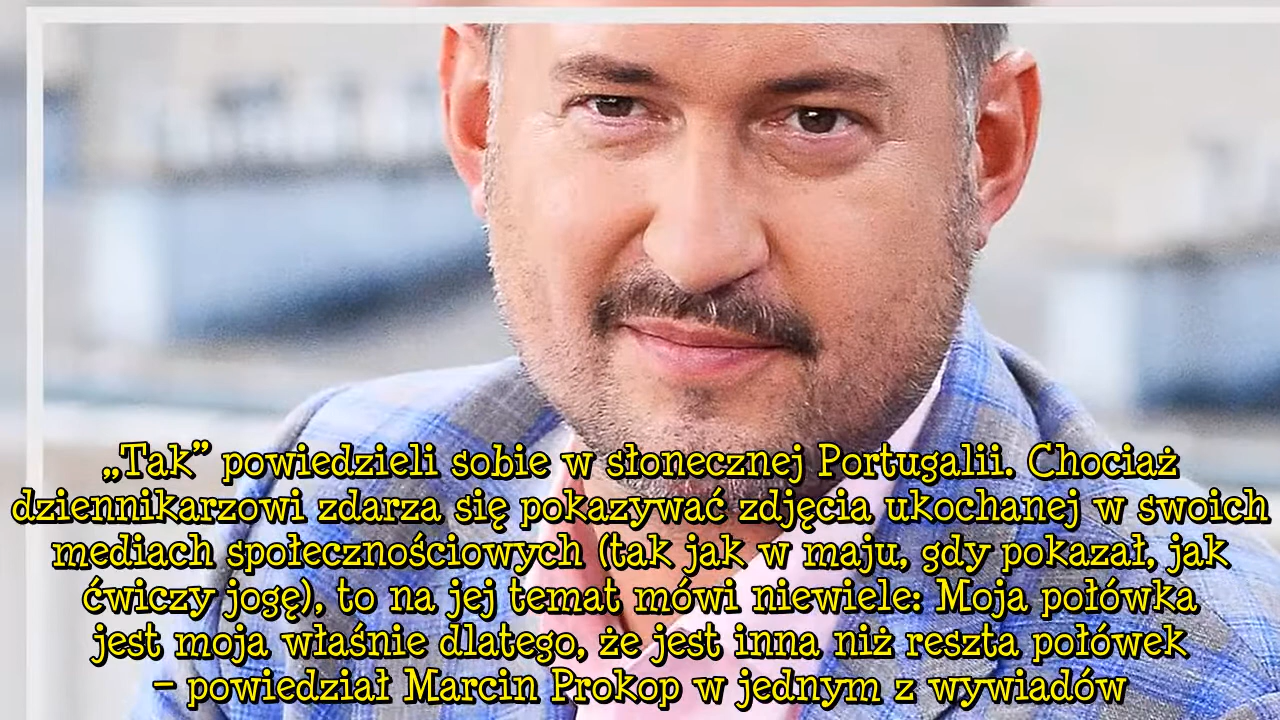 „Tak” powiedzieli sobie w słonecznej Portugalii. Chociaż
dziennikarzowi zdarza się pokazywać zdjęcia ukochanej w swoich
mediach społecznościowych (tak jak w maju, gdy pokazał, jak
ćwiczy jogę), to na jej temat mówi niewiele: Moja połówka
jest moja właśnie dlatego, że jest inna niż reszta połówek
– powiedział Marcin Prokop w jednym z wywiadów